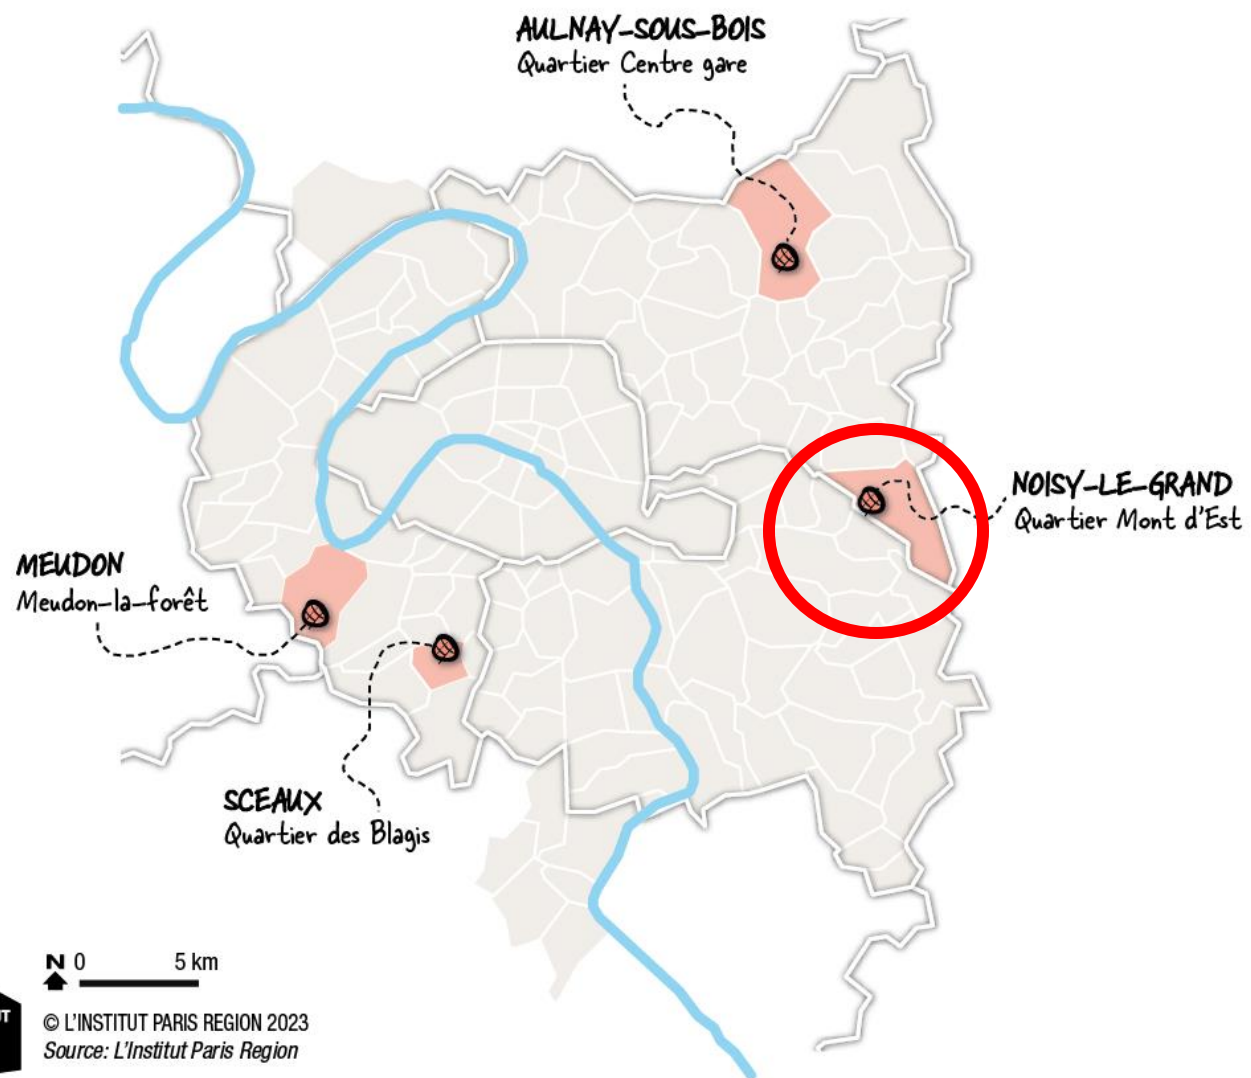 AULNAY-SOUS-BOIS
Quartier Centre gare
NOISY-LE-GRAND
Quartier Mont d'Est
MEUDON
Meudon-la-forêt
SCEAUX
Quartier des Blagis
N 0 5 km
© L'INSTITUT PARIS REGION 2023
Source: L'Institut Paris Region